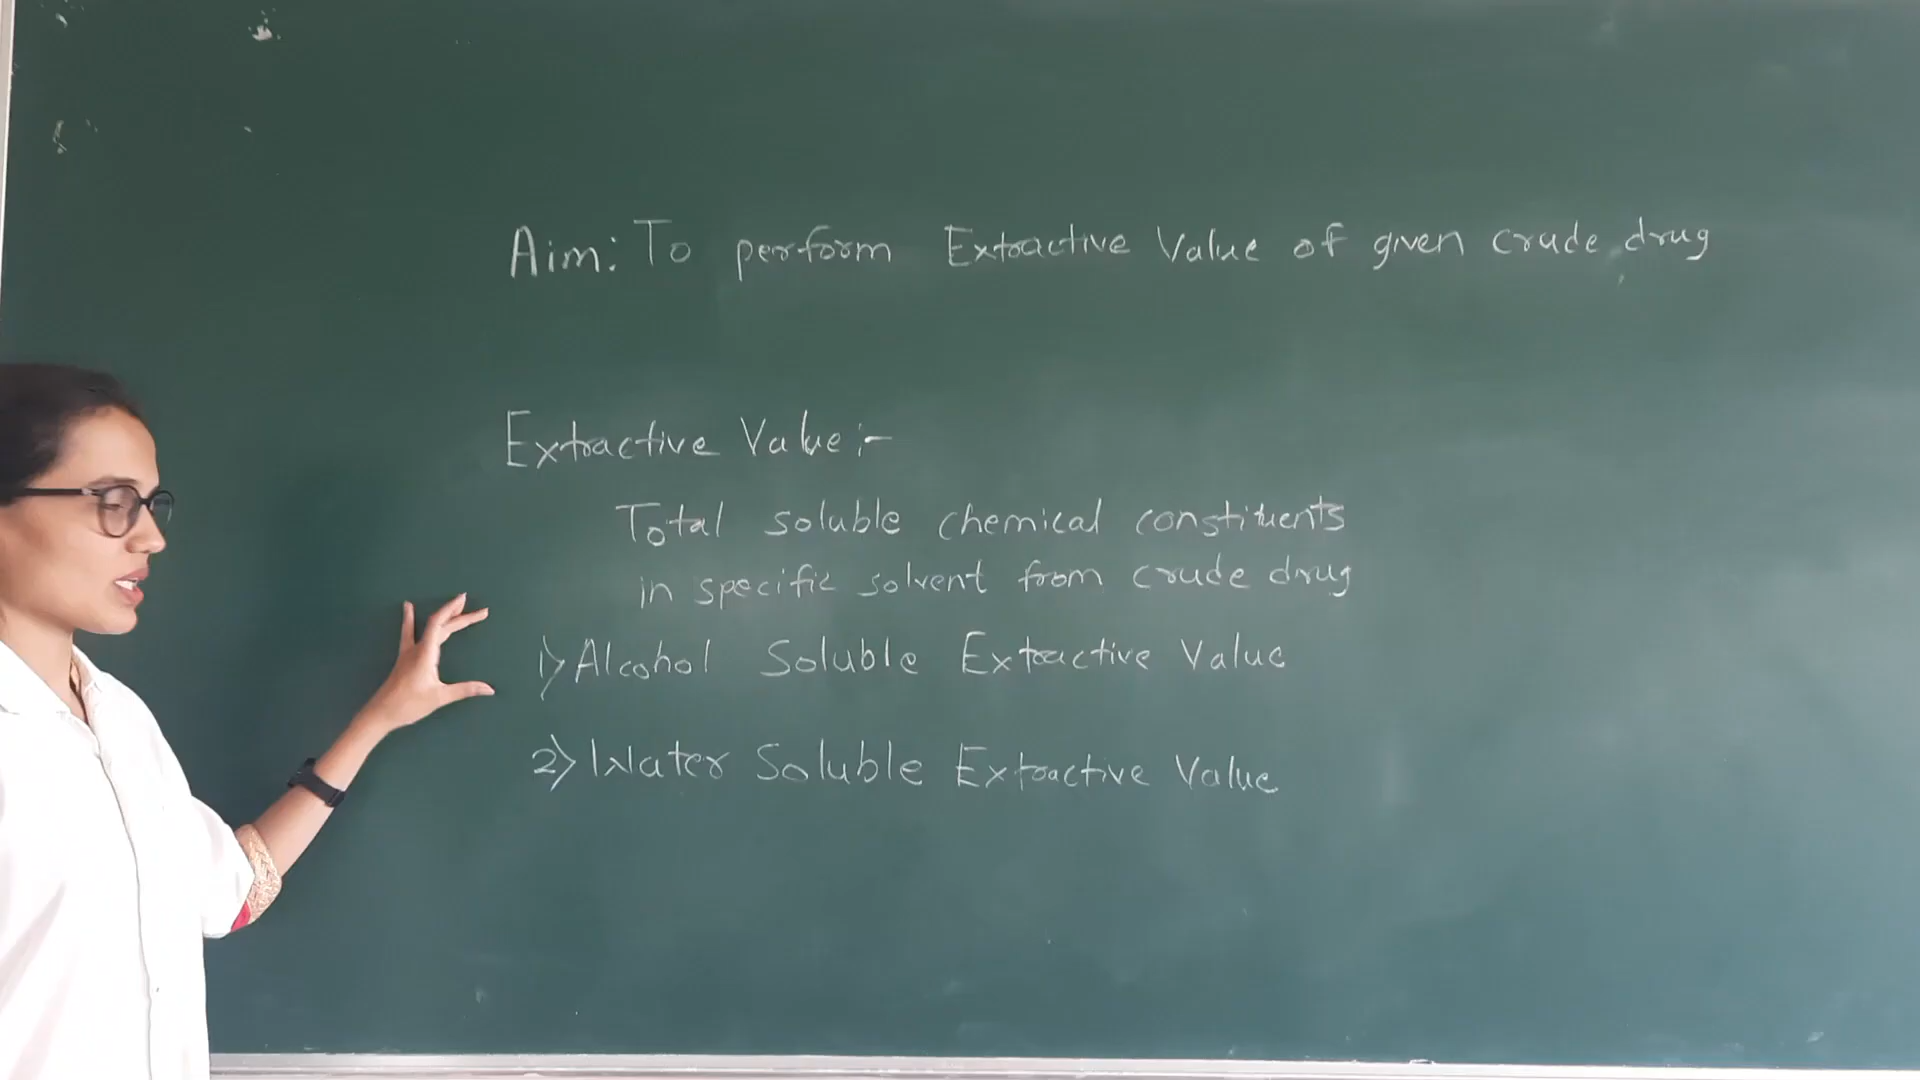 Aim: To perform Extractive Value of given crude drug
Extractive Value :-
Total soluble chemical constituents
in specific solvent from crude drug
1) Alcohol Soluble Extractive Value
2) Water Soluble Extractive Value